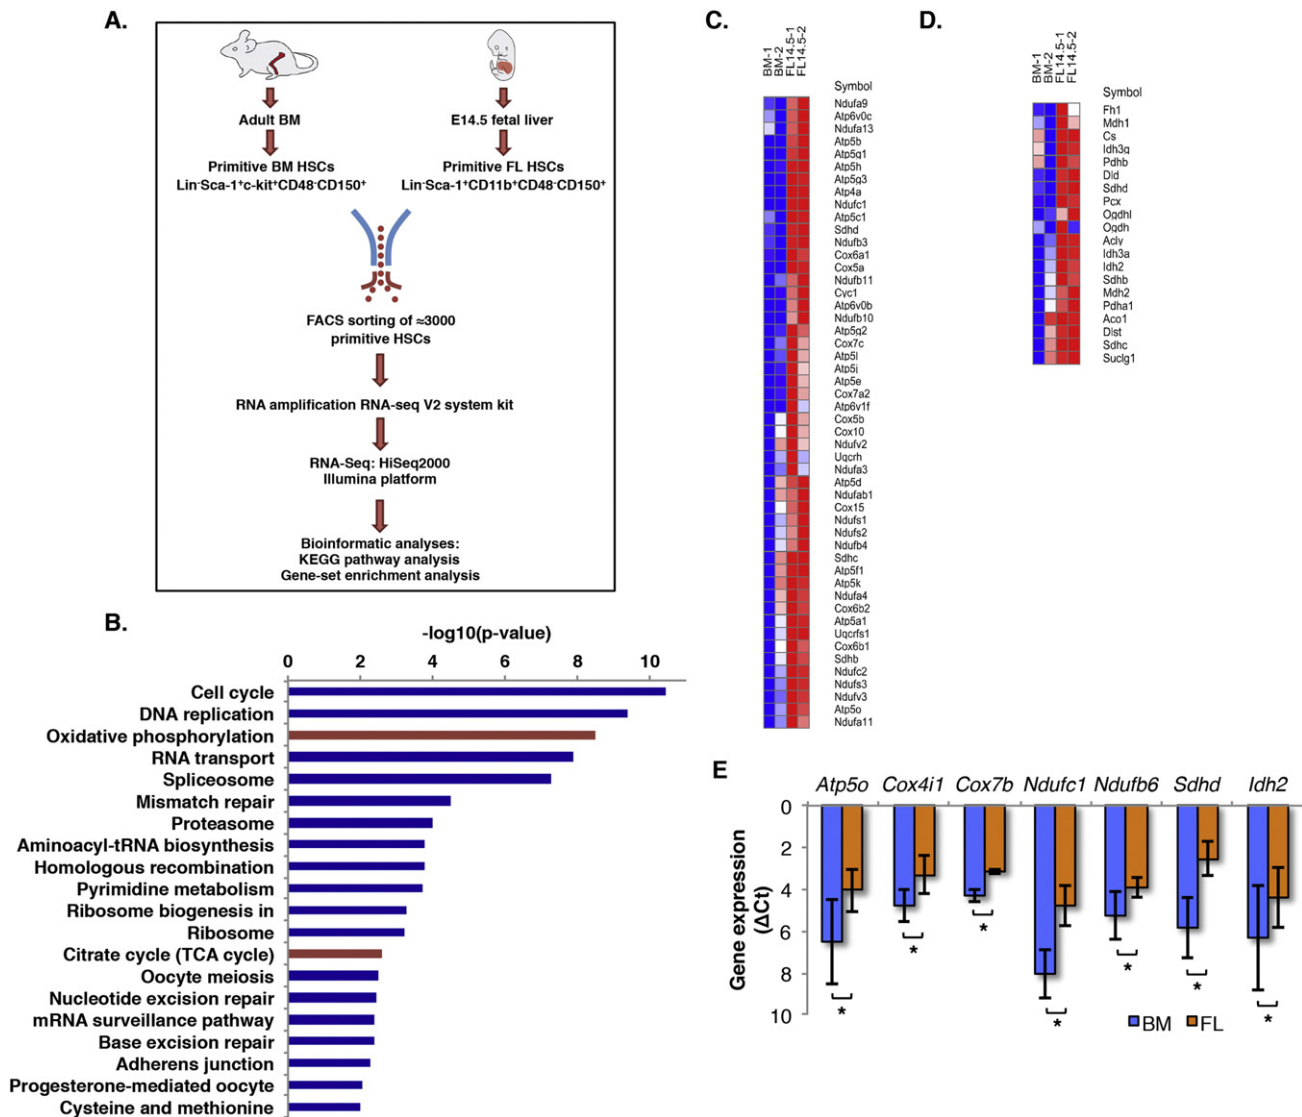 A.
Adult BM
E14.5 fetal liver
Primitive BM HSCs
Lin-Sca-1+c-kit+CD48-CD150+
Primitive FL HSCs
Lin-Sca-1+CD11b+CD48-CD150+
FACS sorting of ≈3000
primitive HSCs
RNA amplification RNA-seq V2 system kit
RNA-Seq: HiSeq2000
Illumina platform
Bioinformatic analyses:
KEGG pathway analysis
Gene-set enrichment analysis
B.
-log10(p-value)
0 2 4 6 8 10
Cell cycle
DNA replication
Oxidative phosphorylation
RNA transport
Spliceosome
Mismatch repair
Proteasome
Aminoacyl-tRNA biosynthesis
Homologous recombination
Pyrimidine metabolism
Ribosome biogenesis in
Ribosome
Citrate cycle (TCA cycle)
Oocyte meiosis
Nucleotide excision repair
mRNA surveillance pathway
Base excision repair
Adherens junction
Progesterone-mediated oocyte
Cysteine and methionine
C.
BM-1
BM-2
FL14.5-1
FL14.5-2
Symbol
Ndufa9
Atp6v0c
Ndufa13
Atp5b
Atp5g1
Atp5h
Atp5g3
Atp4a
Ndufc1
Atp5c1
Sdhd
Ndufb3
Cox6a1
Cox5a
Ndufb11
Cyc1
Atp6v0b
Ndufb10
Atp5g2
Cox7c
Atp5l
Atp5j
Atp5e
Cox7a2
Atp6v1f
Cox5b
Cox10
Ndufv2
Uqcrh
Ndufa3
Atp5d
Ndufab1
Cox15
Ndufs1
Ndufs2
Ndufb4
Sdhc
Atp5f1
Atp5k
Ndufa4
Cox6b2
Atp5a1
Uqcrfs1
Cox6b1
Sdhb
Ndufc2
Ndufs3
Ndufv3
Atp5o
Ndufa11
D.
BM-1
BM-2
FL14.5-1
FL14.5-2
Symbol
Fh1
Mdh1
Cs
Idh3g
Pdhb
Dld
Sdhd
Pcx
Ogdhl
Ogdh
Acly
Idh3a
Idh2
Sdhb
Mdh2
Pdha1
Aco1
Dlst
Sdhc
Suclg1
E
Atp5o Cox4i1 Cox7b Ndufc1 Ndufb6 Sdhd Idh2
Gene expression
(ΔCt)
0
2
4
6
8
10
* * * * * * *
BM FL